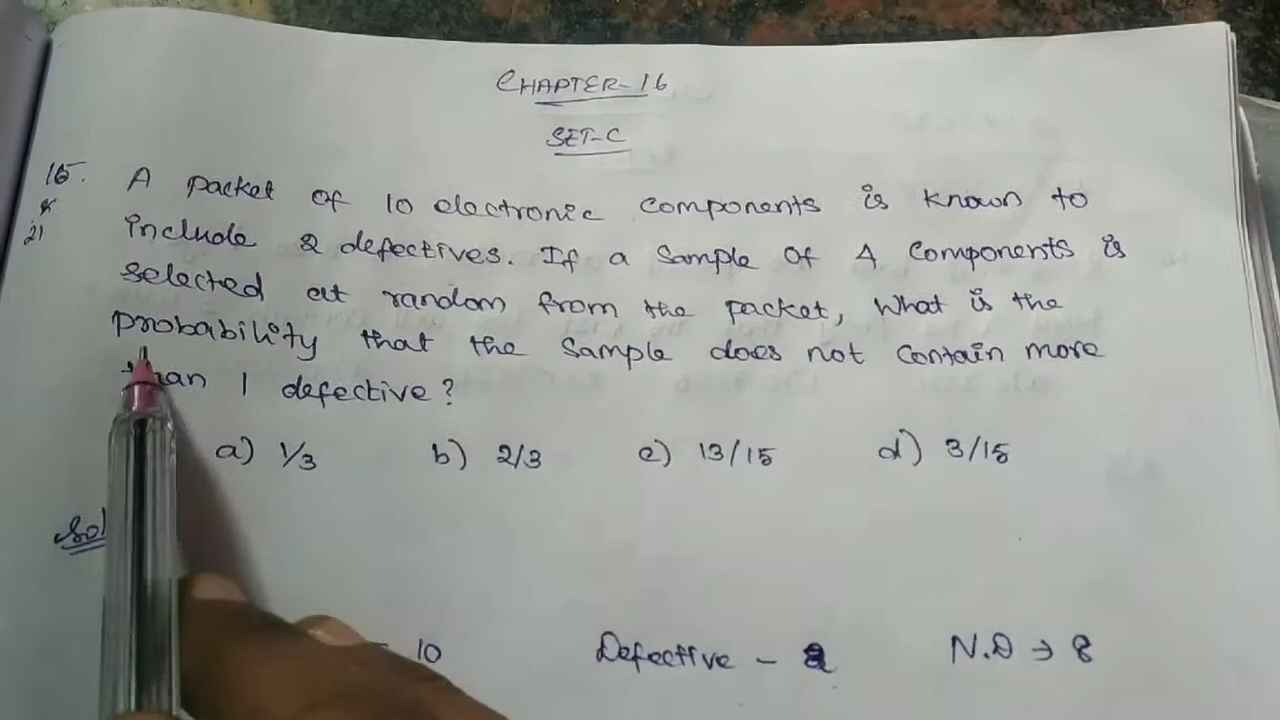 CHAPTER-16
SET-C
15. A packet of 10 electronic components is known to
& include 2 defectives. If a sample of 4 components is
21 selected at random from the packet, what is the
probability that the sample does not contain more
than 1 defective?
a) 1/3 b) 2/3 c) 13/15 d) 3/15
Sol
- 10 Defective - 2 N.D → 8